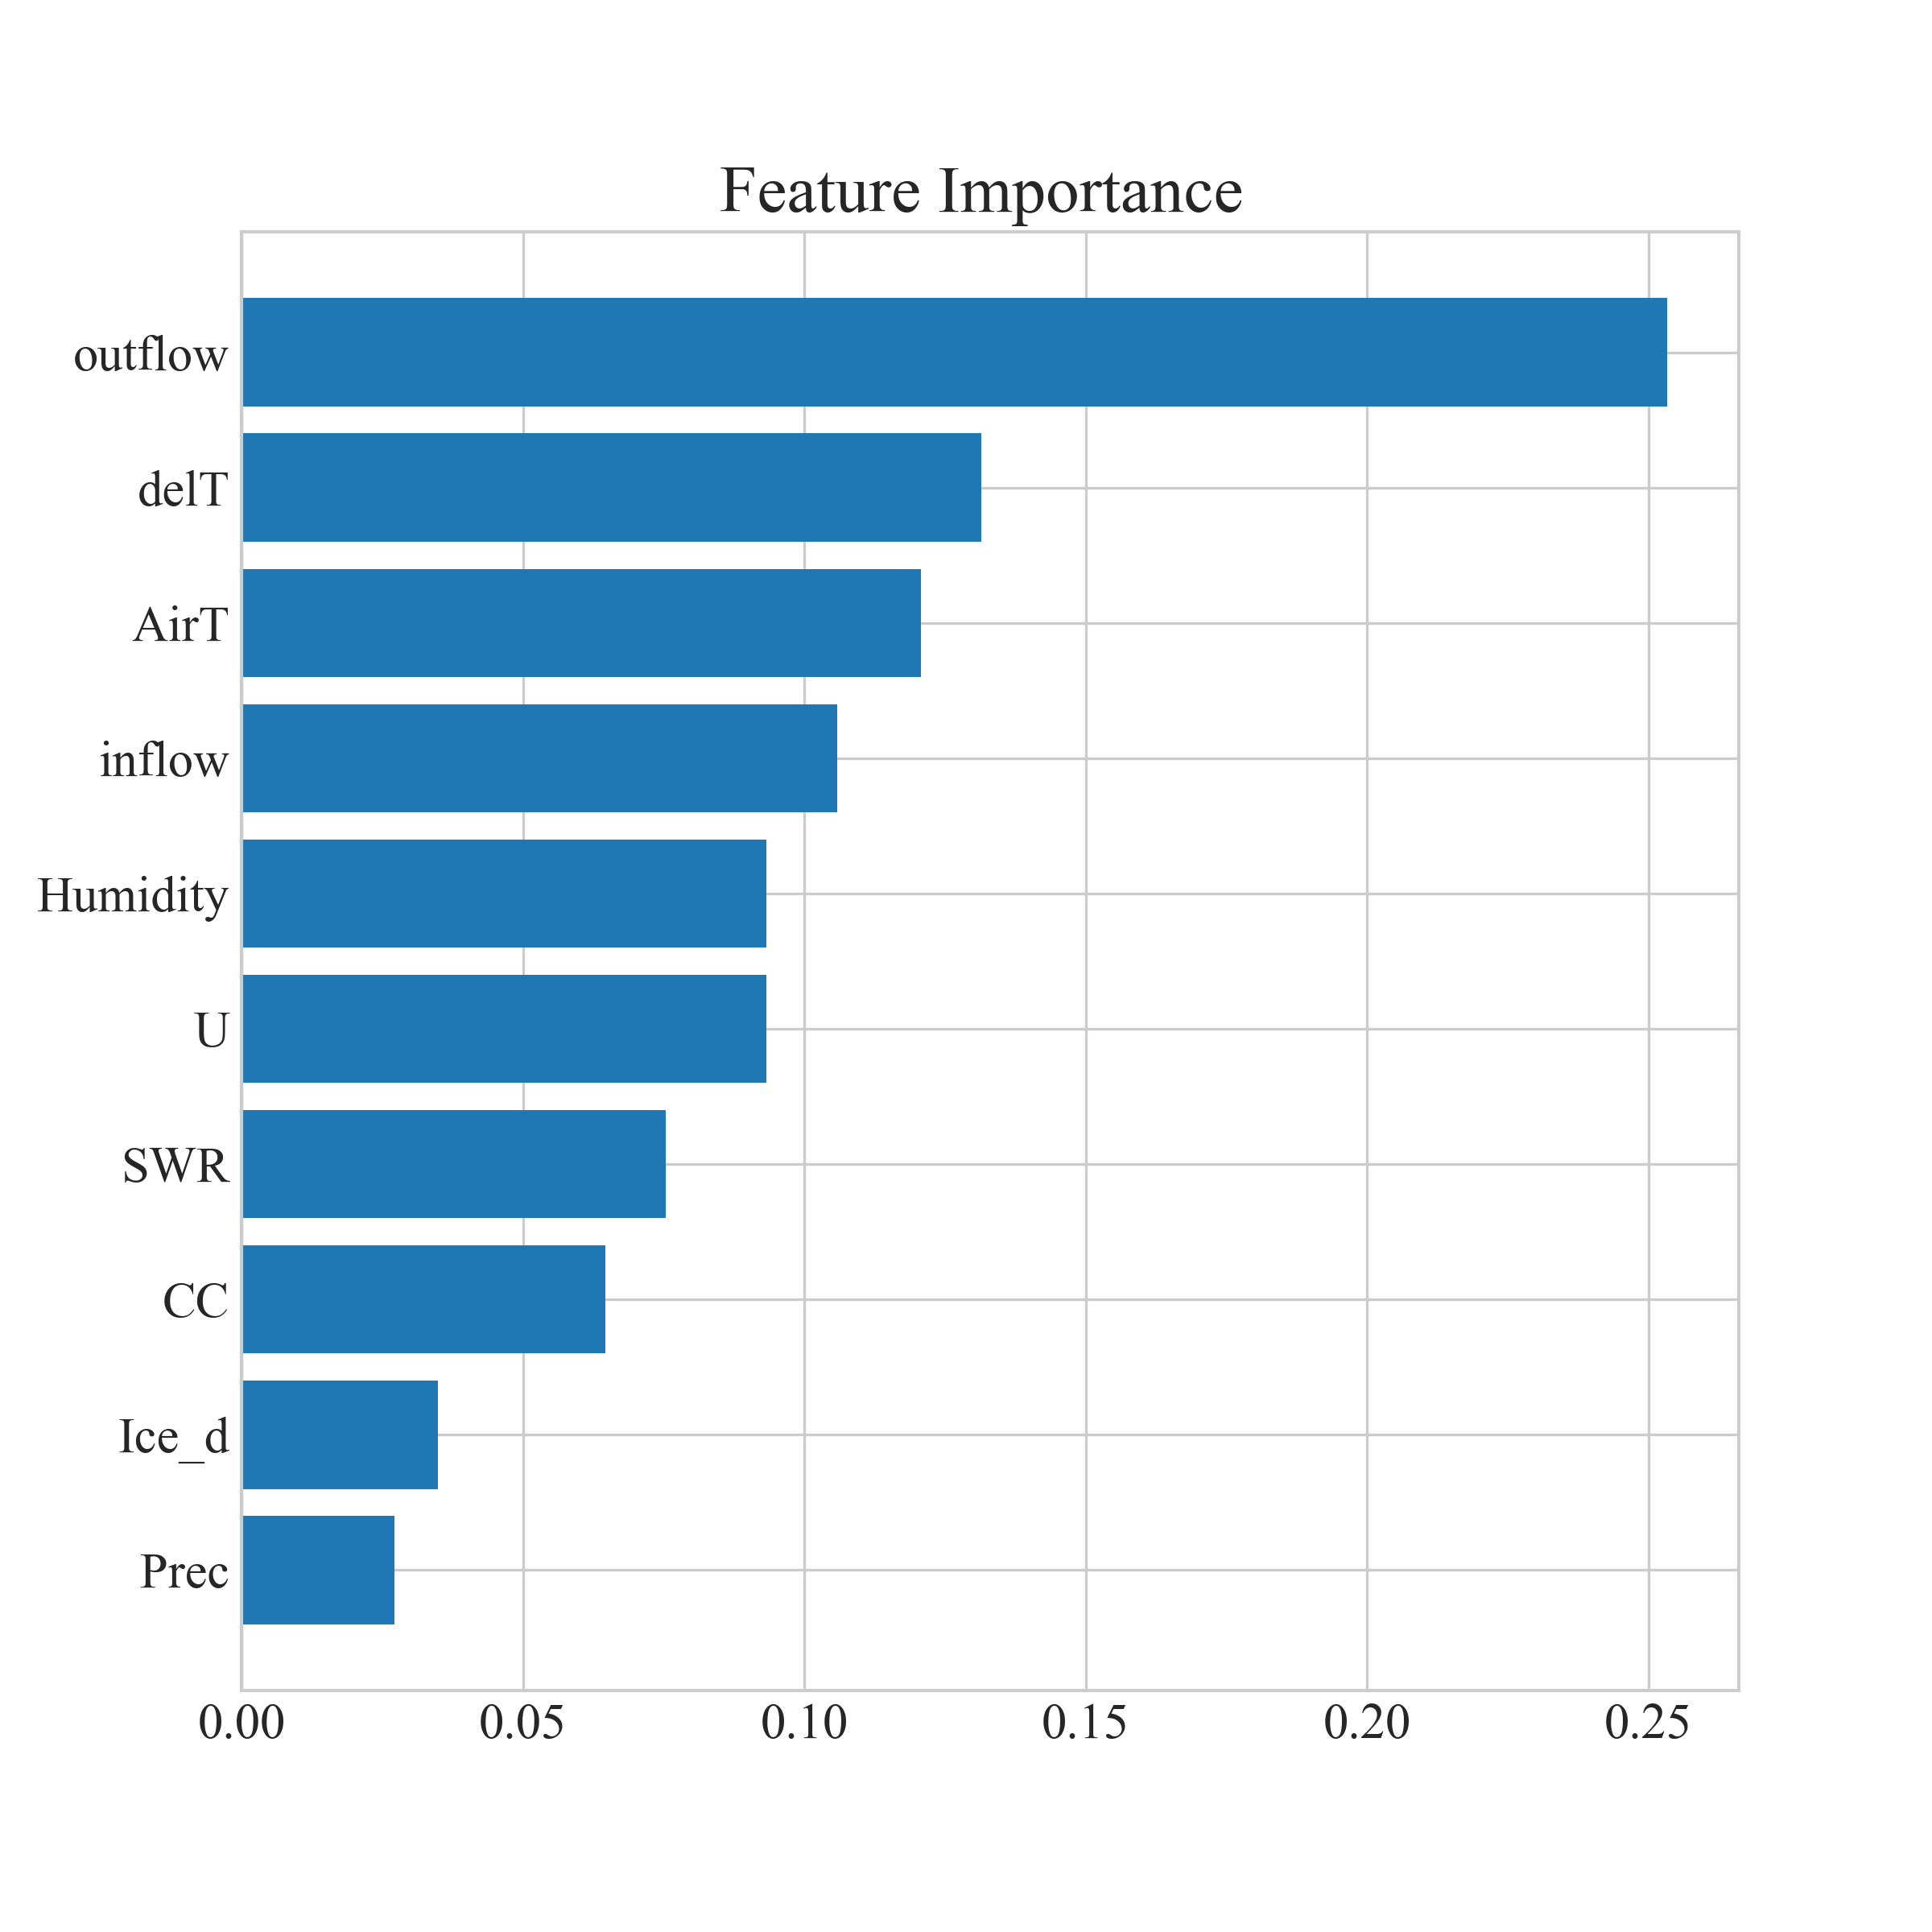 Feature Importance
outflow
delT
AirT
inflow
Humidity
U
SWR
CC
Ice_d
Prec
0.00 0.05 0.10 0.15 0.20 0.25